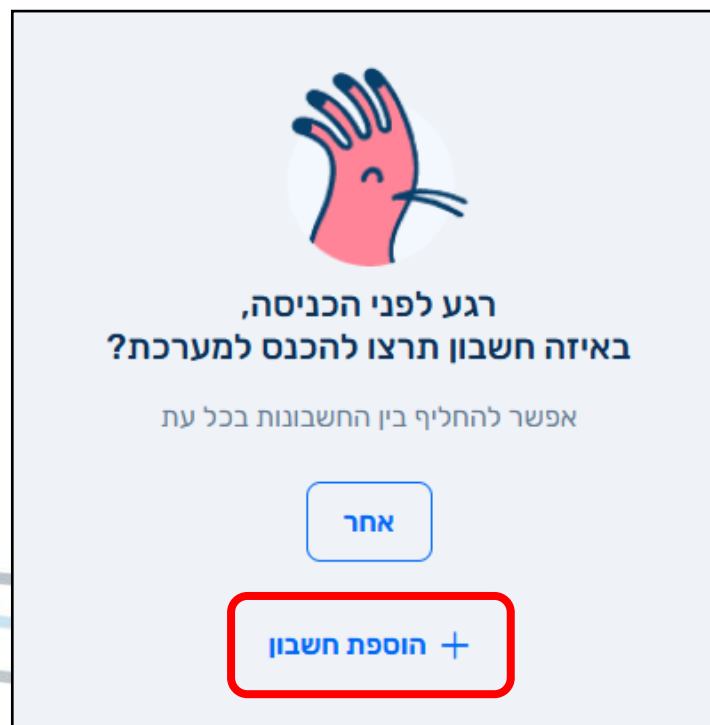 רגע לפני הכניסה,
באיזה חשבון תרצו להכנס למערכת?
אפשר להחליף בין החשבונות בכל עת
אחר
+ הוספת חשבון